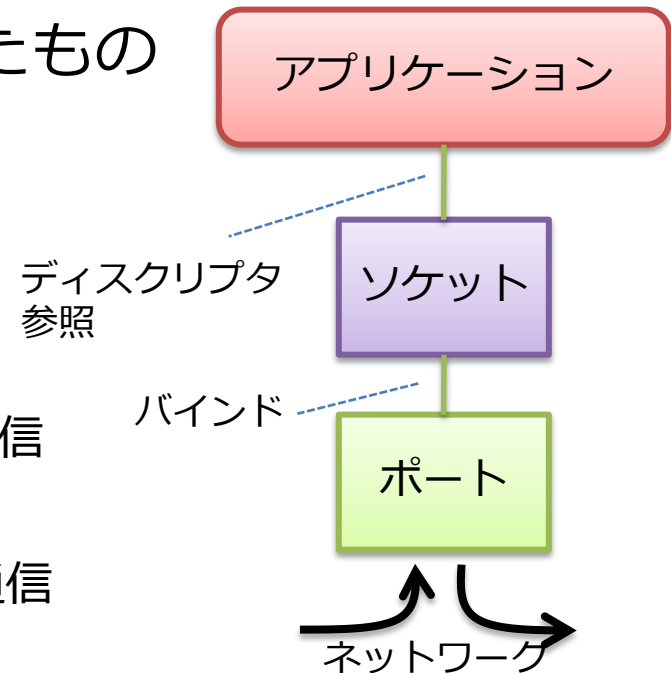 たもの
アプリケーション
ディスクリプタ
参照
ソケット
バインド
信
ポート
通信
ネットワーク